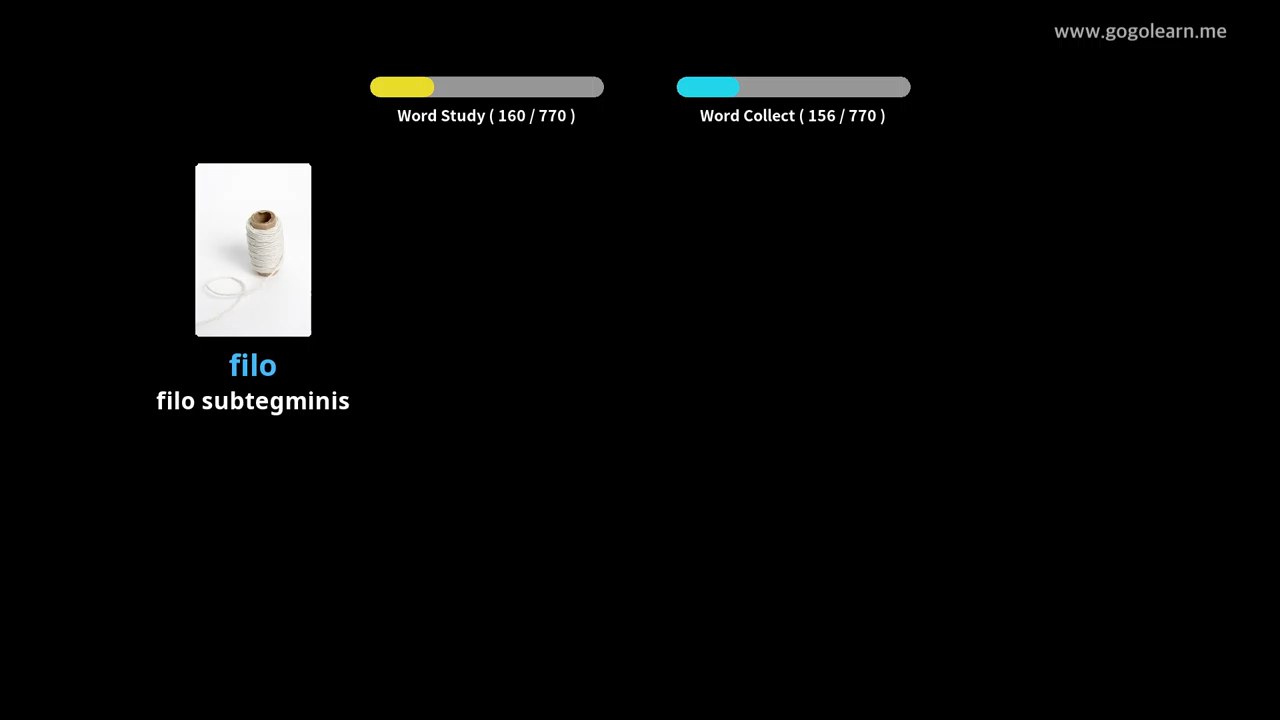 www.gogolearn.me
Word Study ( 160 / 770 )
Word Collect ( 156 / 770 )
filo
filo subtegminis